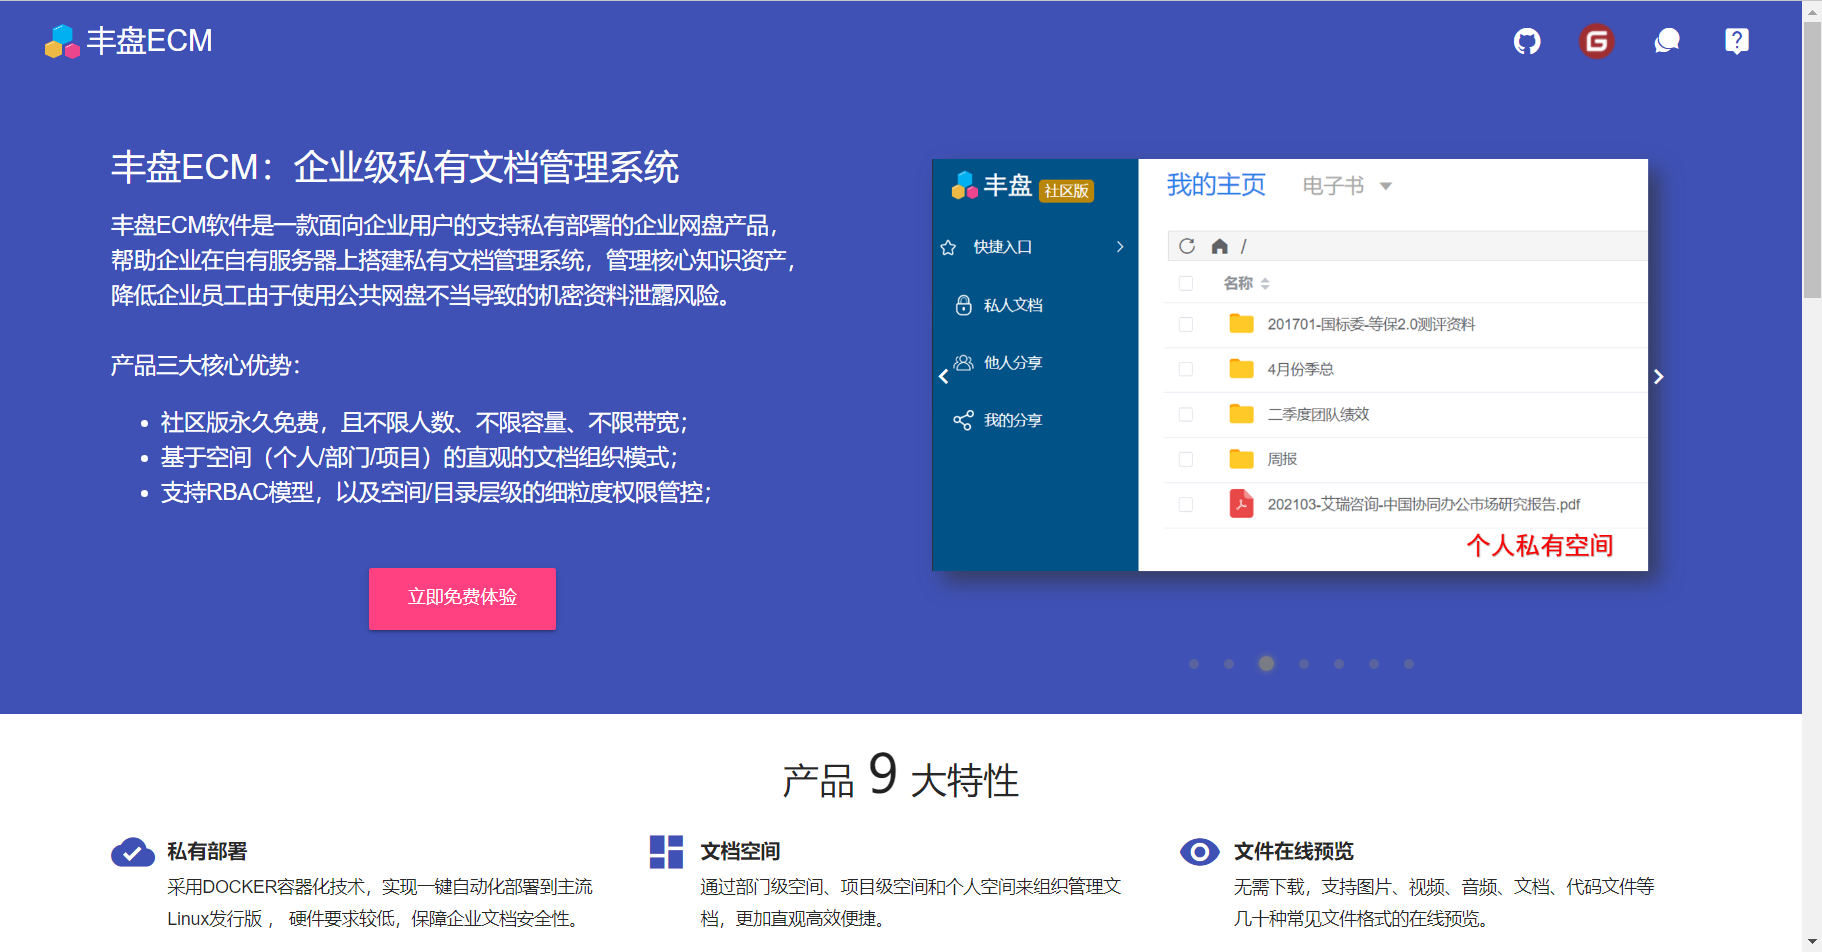 丰盘ECM
丰盘ECM：企业级私有文档管理系统
丰盘ECM软件是一款面向企业用户的支持私有部署的企业网盘产品，
帮助企业在自有服务器上搭建私有文档管理系统，管理核心知识资产，
降低企业员工由于使用公共网盘不当导致的机密资料泄露风险。
产品三大核心优势：
社区版永久免费，且不限人数、不限容量、不限带宽；
基于空间（个人/部门/项目）的直观的文档组织模式；
支持RBAC模型，以及空间/目录层级的细粒度权限管控；
立即免费体验
丰盘 社区版
快捷入口
私人文档
他人分享
我的分享
我的主页 电子书
/
名称
201701-国标委-等保2.0测评资料
4月份季总
二季度团队绩效
周报
202103-艾瑞咨询-中国协同办公市场研究报告.pdf
个人私有空间
产品 9 大特性
私有部署
采用DOCKER容器化技术，实现一键自动化部署到主流
Linux发行版 ， 硬件要求较低，保障企业文档安全性。
文档空间
通过部门级空间、项目级空间和个人空间来组织管理文
档，更加直观高效便捷。
文件在线预览
无需下载，支持图片、视频、音频、文档、代码文件等
几十种常见文件格式的在线预览。